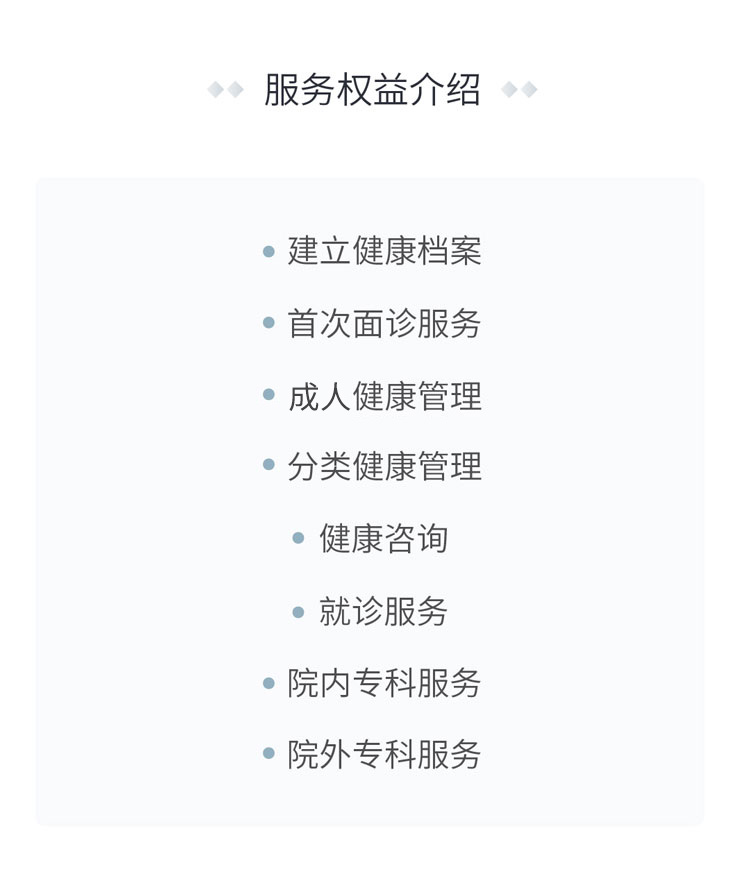 服务权益介绍
建立健康档案
首次面诊服务
成人健康管理
分类健康管理
健康咨询
就诊服务
院内专科服务
院外专科服务